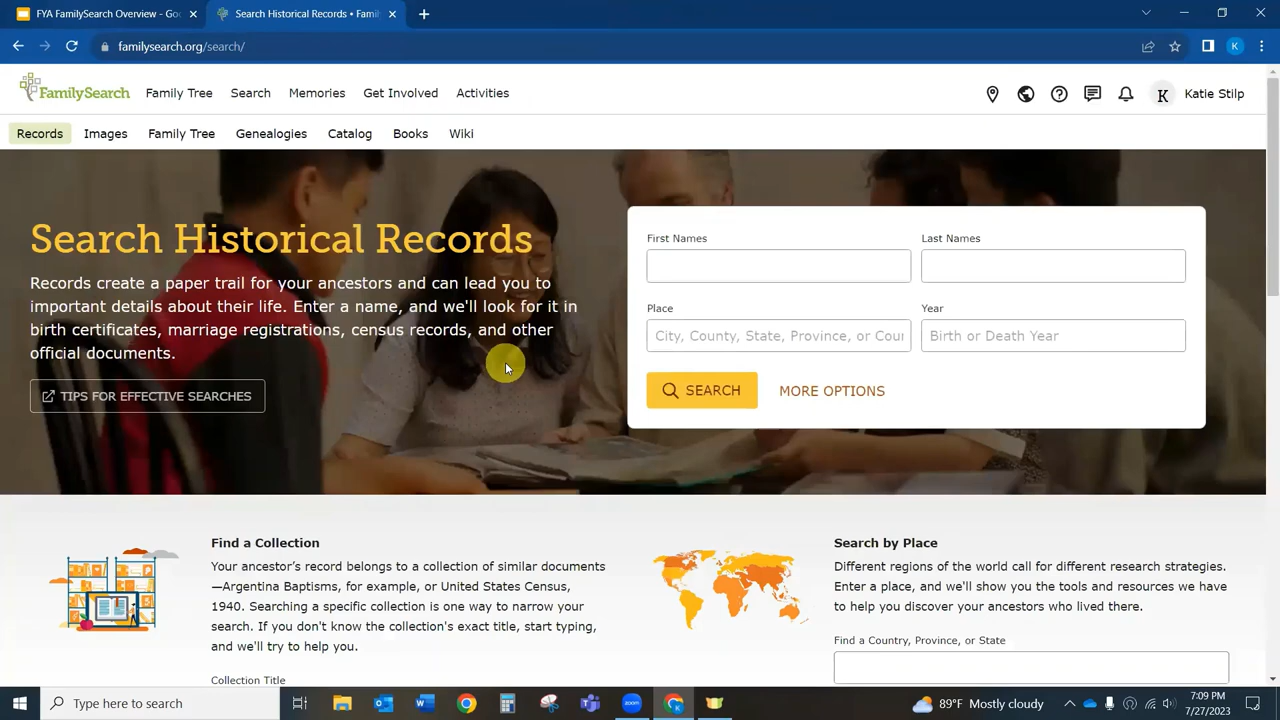 FYA FamilySearch Overview - Goo
Search Historical Records • Famil
familysearch.org/search/
K
FamilySearch
Family Tree
Search
Memories
Get Involved
Activities
K
Katie Stilp
Records
Images
Family Tree
Genealogies
Catalog
Books
Wiki
Search Historical Records
Records create a paper trail for your ancestors and can lead you to
important details about their life. Enter a name, and we'll look for it in
birth certificates, marriage registrations, census records, and other
official documents.
TIPS FOR EFFECTIVE SEARCHES
First Names
Last Names
Place
Year
City, County, State, Province, or Cour
Birth or Death Year
SEARCH
MORE OPTIONS
Find a Collection
Your ancestor’s record belongs to a collection of similar documents
—Argentina Baptisms, for example, or United States Census,
1940. Searching a specific collection is one way to narrow your
search. If you don't know the collection's exact title, start typing,
and we'll try to help you.
Collection Title
Search by Place
Different regions of the world call for different research strategies.
Enter a place, and we'll show you the tools and resources we have
to help you discover your ancestors who lived there.
Find a Country, Province, or State
Type here to search
zoom
89°F Mostly cloudy
7:09 PM
7/27/2023